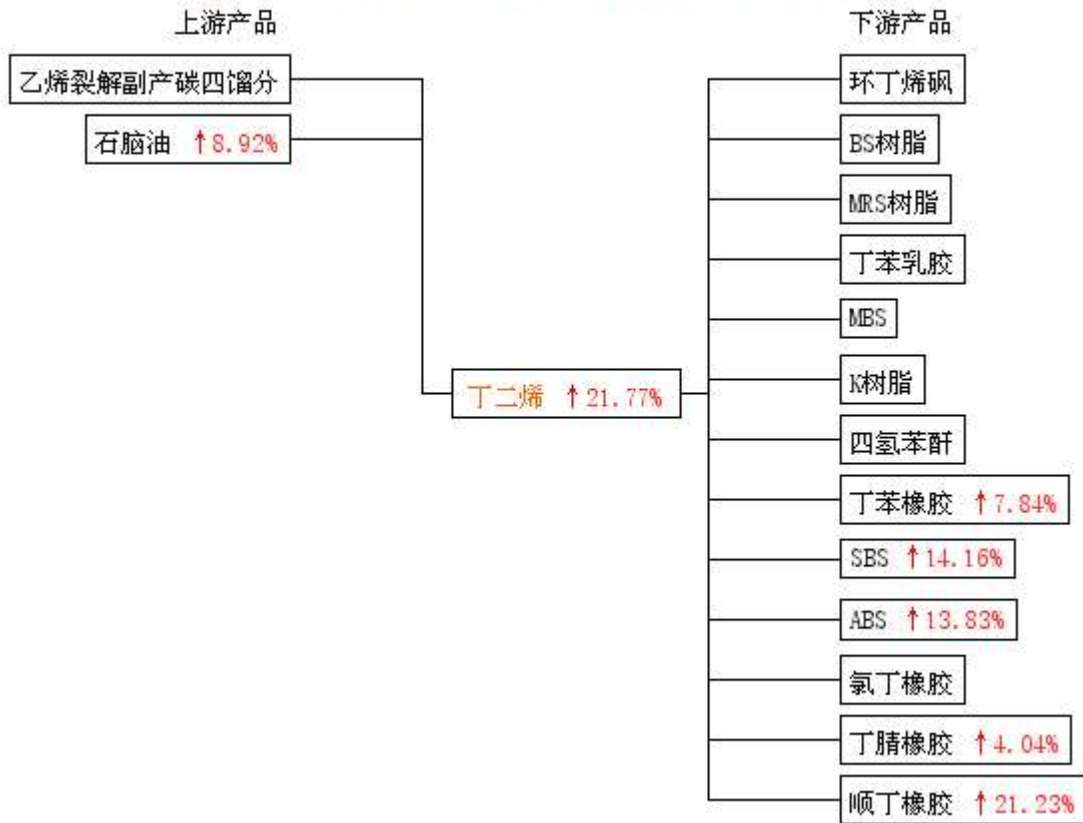 上游产品
下游产品
乙烯裂解副产碳四馏分
石脑油 ↑8.92%
丁二烯 ↑21.77%
环丁烯砜
BS树脂
MRS树脂
丁苯乳胶
MBS
K树脂
四氢苯酐
丁苯橡胶 ↑7.84%
SBS ↑14.16%
ABS ↑13.83%
氯丁橡胶
丁腈橡胶 ↑4.04%
顺丁橡胶 ↑21.23%